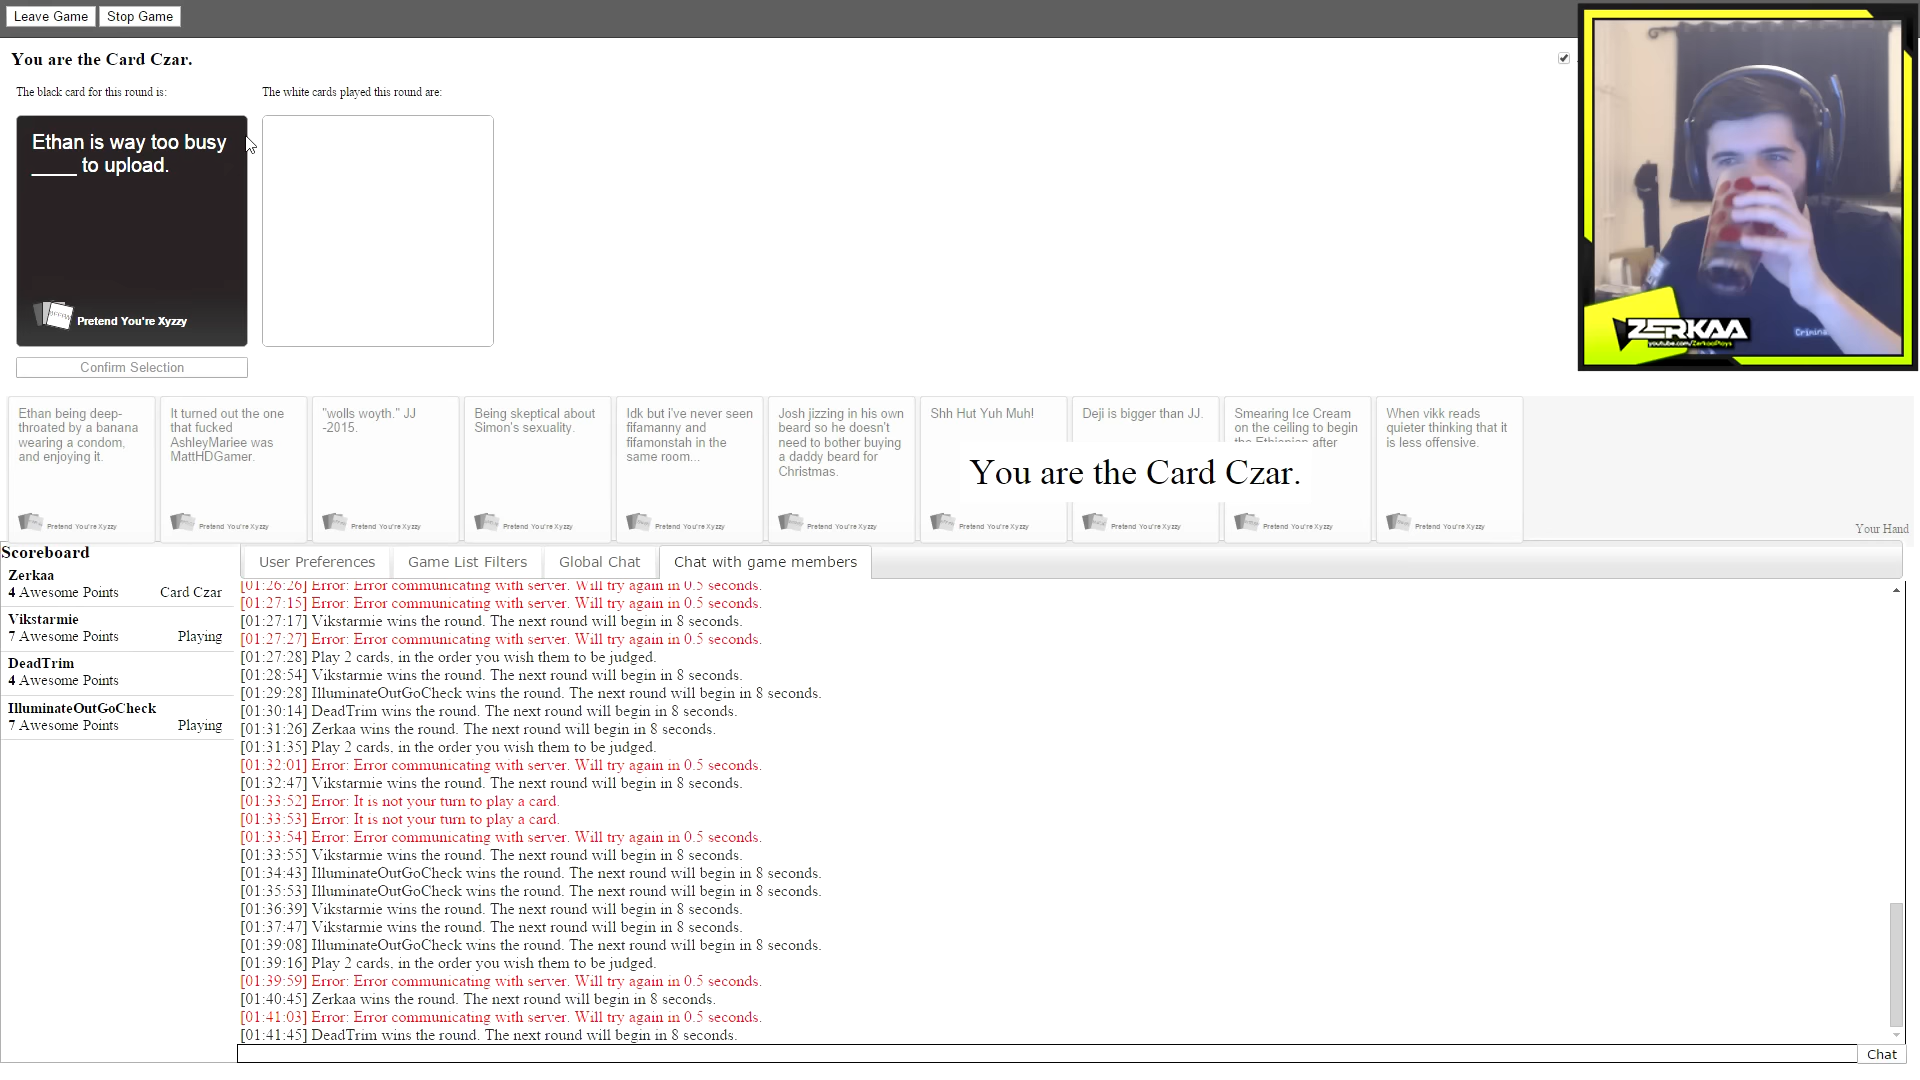 Leave Game
Stop Game
You are the Card Czar.
The black card for this round is:
The white cards played this round are:
Ethan is way too busy
____ to upload.
Pretend You're Xyzzy
Confirm Selection
ZERKAA
youtube.com/ZerkaaPlays
Ethan being deep-
throated by a banana
wearing a condom,
and enjoying it.
Pretend You're Xyzzy
It turned out the one
that fucked
AshleyMariee was
MattHDGamer.
Pretend You're Xyzzy
"wolls woyth." JJ
-2015.
Pretend You're Xyzzy
Being skeptical about
Simon's sexuality.
Pretend You're Xyzzy
Idk but i've never seen
fifamanny and
fifamonstah in the
same room...
Pretend You're Xyzzy
Josh jizzing in his own
beard so he doesn't
need to bother buying
a daddy beard for
Christmas.
Pretend You're Xyzzy
Shh Hut Yuh Muh!
Pretend You're Xyzzy
Deji is bigger than JJ.
Pretend You're Xyzzy
Smearing Ice Cream
on the ceiling to begin
the Ethiopian after
Pretend You're Xyzzy
When vikk reads
quieter thinking that it
is less offensive.
Pretend You're Xyzzy
You are the Card Czar.
Your Hand
Scoreboard
Zerkaa
4 Awesome Points Card Czar
Vikstarmie
7 Awesome Points Playing
DeadTrim
4 Awesome Points
IlluminateOutGoCheck
7 Awesome Points Playing
User Preferences
Game List Filters
Global Chat
Chat with game members
[01:26:26] Error: Error communicating with server. Will try again in 0.5 seconds.
[01:27:15] Error: Error communicating with server. Will try again in 0.5 seconds.
[01:27:17] Vikstarmie wins the round. The next round will begin in 8 seconds.
[01:27:27] Error: Error communicating with server. Will try again in 0.5 seconds.
[01:27:28] Play 2 cards, in the order you wish them to be judged.
[01:28:54] Vikstarmie wins the round. The next round will begin in 8 seconds.
[01:29:28] IlluminateOutGoCheck wins the round. The next round will begin in 8 seconds.
[01:30:14] DeadTrim wins the round. The next round will begin in 8 seconds.
[01:31:26] Zerkaa wins the round. The next round will begin in 8 seconds.
[01:31:35] Play 2 cards, in the order you wish them to be judged.
[01:32:01] Error: Error communicating with server. Will try again in 0.5 seconds.
[01:32:47] Vikstarmie wins the round. The next round will begin in 8 seconds.
[01:33:52] Error: It is not your turn to play a card.
[01:33:53] Error: It is not your turn to play a card.
[01:33:54] Error: Error communicating with server. Will try again in 0.5 seconds.
[01:33:55] Vikstarmie wins the round. The next round will begin in 8 seconds.
[01:34:43] IlluminateOutGoCheck wins the round. The next round will begin in 8 seconds.
[01:35:53] IlluminateOutGoCheck wins the round. The next round will begin in 8 seconds.
[01:36:39] Vikstarmie wins the round. The next round will begin in 8 seconds.
[01:37:47] Vikstarmie wins the round. The next round will begin in 8 seconds.
[01:39:08] IlluminateOutGoCheck wins the round. The next round will begin in 8 seconds.
[01:39:16] Play 2 cards, in the order you wish them to be judged.
[01:39:59] Error: Error communicating with server. Will try again in 0.5 seconds.
[01:40:45] Zerkaa wins the round. The next round will begin in 8 seconds.
[01:41:03] Error: Error communicating with server. Will try again in 0.5 seconds.
[01:41:45] DeadTrim wins the round. The next round will begin in 8 seconds.
Chat